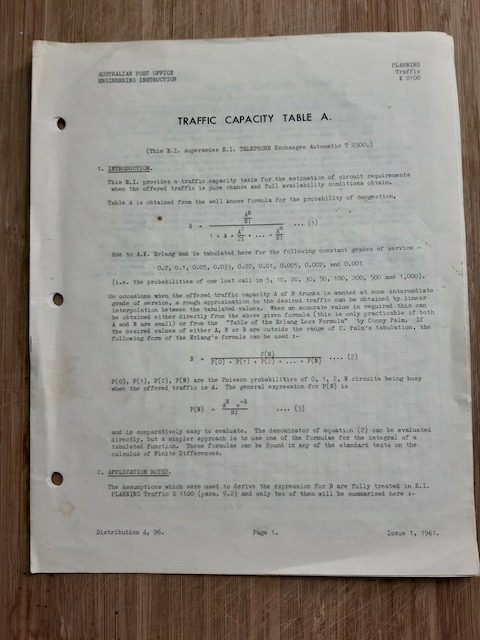 AUSTRALIAN POST OFFICE
ENGINEERING INSTRUCTION
PLANNING
Traffic
K 0100
TRAFFIC CAPACITY TABLE A.
(This E.I. supersedes E.I. TELEPHONE Exchanges Automatic T 0300.)
1. INTRODUCTION.
This E.I. provides a traffic capacity table for the estimation of circuit requirements
when the offered traffic is pure chance and full availability conditions obtain.
Table A is obtained from the well known formula for the probability of congestion,
B = (A^N / N!) / (1 + A + A^2/2! + ... + A^N/N!) ... (1)
due to A.K. Erlang and is tabulated here for the following constant grades of service -
0.2, 0.1, 0.05, 0.033, 0.02, 0.01, 0.005, 0.002, and 0.001
(i.e. the probabilities of one lost call in 5, 10, 20, 30, 50, 100, 200, 500 and 1,000).
On occasions when the offered traffic capacity A of N trunks is wanted at some intermediate
grade of service, a rough approximation to the desired traffic can be obtained by linear
interpolation between the tabulated values. When an accurate value is required this can
be obtained either directly from the above given formula (this is only practicable if both
A and N are small) or from the "Table of the Erlang Loss Formula" by Conny Palm. If
the desired values of either A, N or B are outside the range of C. Palm's tabulation, the
following form of the Erlang's formula can be used :-
B = P(N) / (P(0) + P(1) + P(2) + ... + P(N)) .... (2)
P(0), P(1), P(2), P(N) are the Poisson probabilities of 0, 1, 2, N circuits being busy
when the offered traffic is A. The general expression for P(N) is
P(N) = A^N e^-A / N! .... (3)
and is comparatively easy to evaluate. The denominator of equation (2) can be evaluated
directly, but a simpler approach is to use one of the formulae for the integral of a
tabulated function. These formulae can be found in any of the standard texts on the
calculus of Finite Differences.
2. APPLICATION NOTES.
The assumptions which were used to derive the expression for B are fully treated in E.I.
PLANNING Traffic B 1100 (para. 9.2) and only two of them will be summarized here :-
Distribution 4, 96.
Page 1.
Issue 1, 1961.